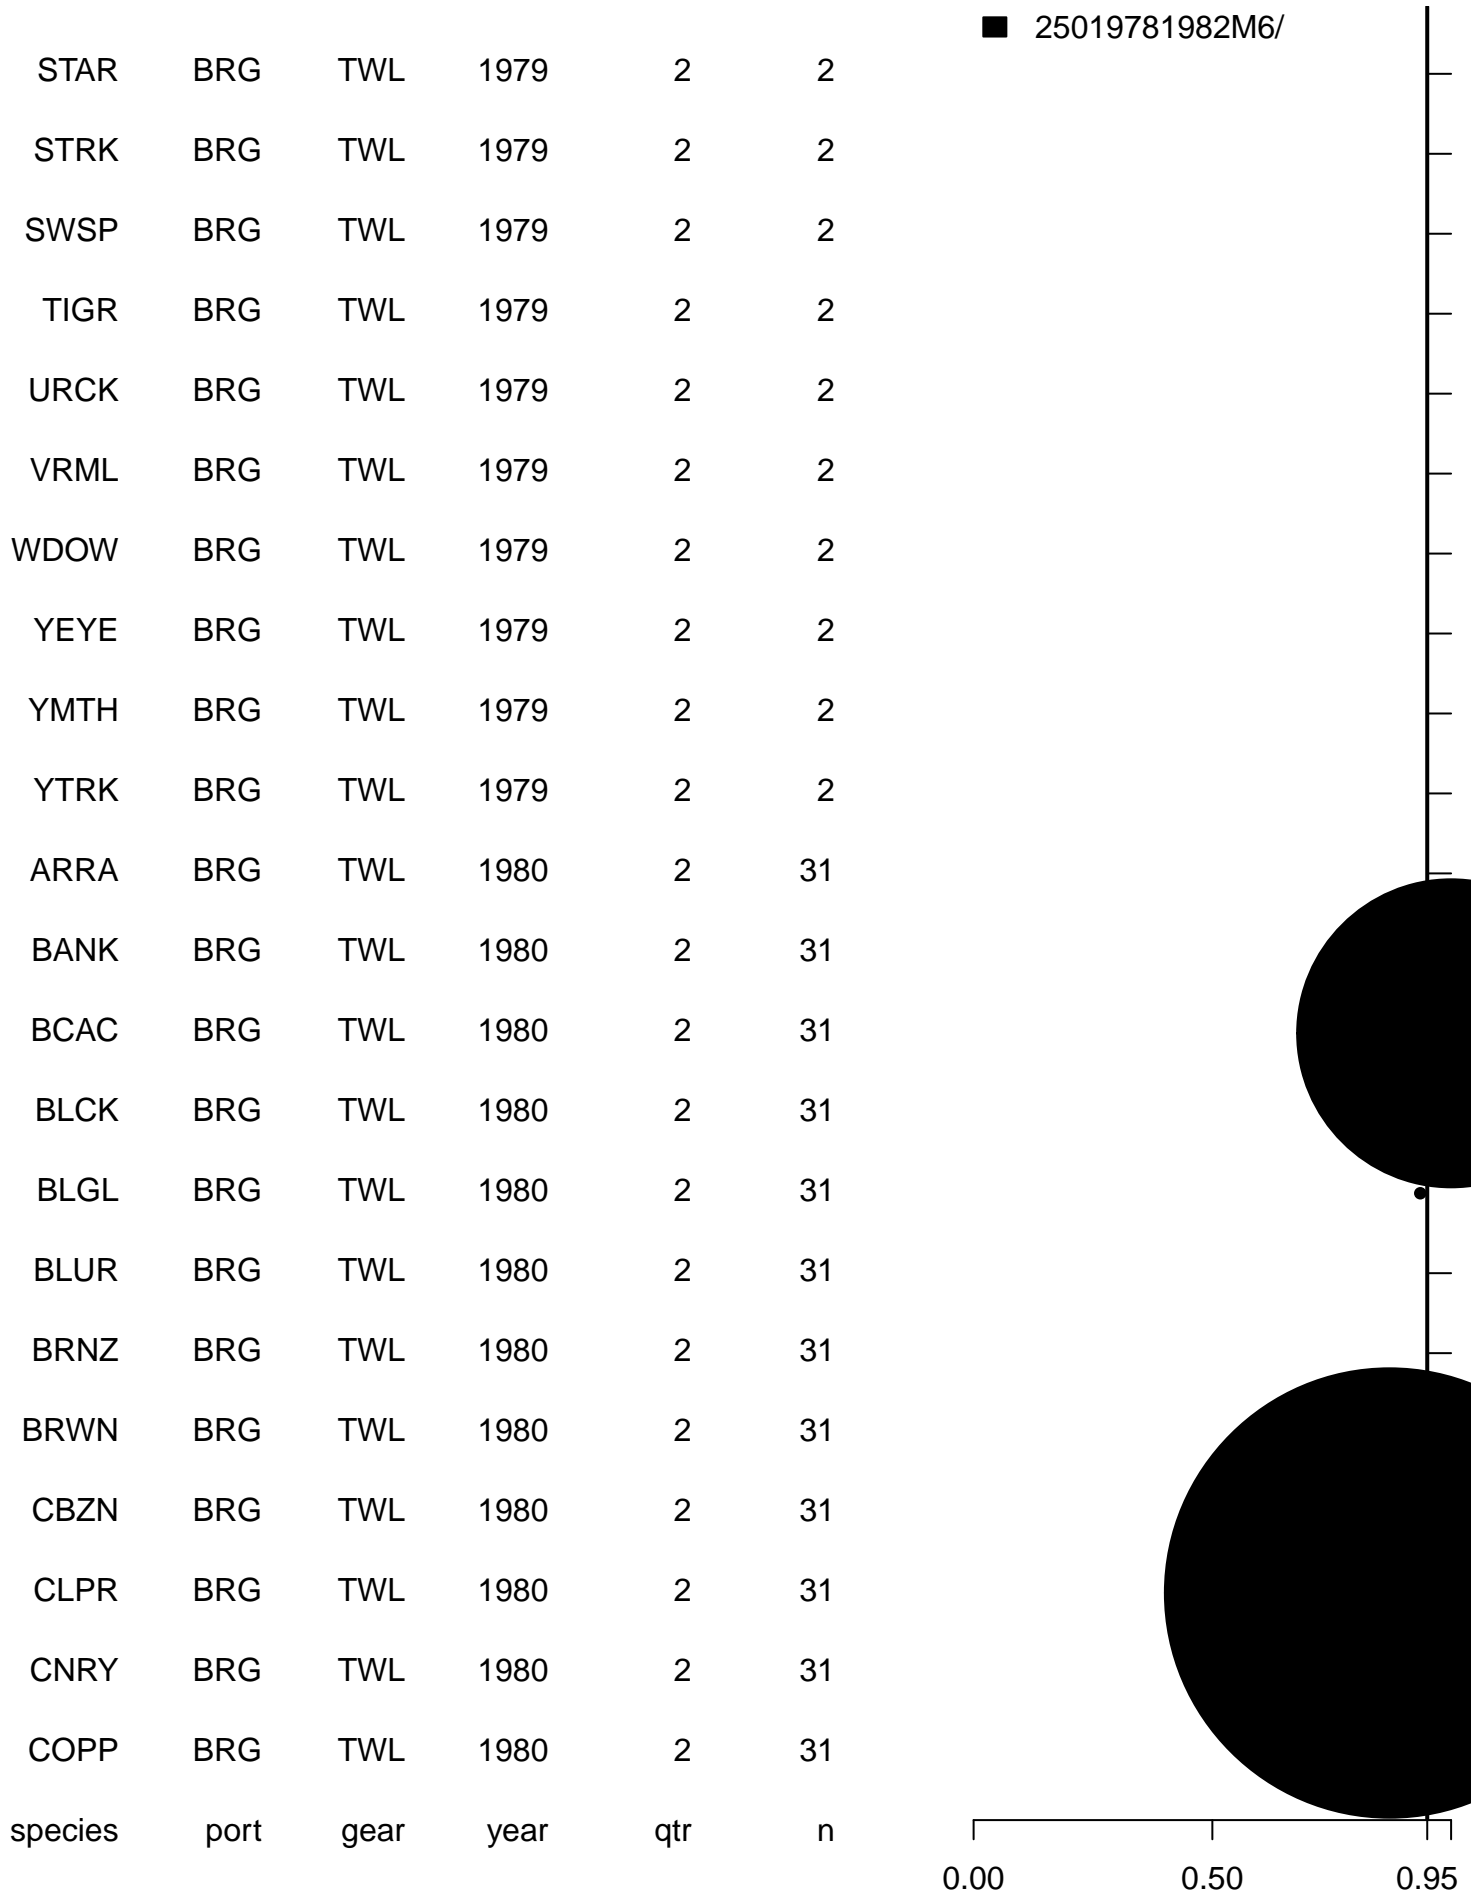 25019781982M6/
STAR BRG TWL 1979 2 2
STRK BRG TWL 1979 2 2
SWSP BRG TWL 1979 2 2
TIGR BRG TWL 1979 2 2
URCK BRG TWL 1979 2 2
VRML BRG TWL 1979 2 2
WDOW BRG TWL 1979 2 2
YEYE BRG TWL 1979 2 2
YMTH BRG TWL 1979 2 2
YTRK BRG TWL 1979 2 2
ARRA BRG TWL 1980 2 31
BANK BRG TWL 1980 2 31
BCAC BRG TWL 1980 2 31
BLCK BRG TWL 1980 2 31
BLGL BRG TWL 1980 2 31
BLUR BRG TWL 1980 2 31
BRNZ BRG TWL 1980 2 31
BRWN BRG TWL 1980 2 31
CBZN BRG TWL 1980 2 31
CLPR BRG TWL 1980 2 31
CNRY BRG TWL 1980 2 31
COPP BRG TWL 1980 2 31
species port gear year qtr n
0.00 0.50 0.95